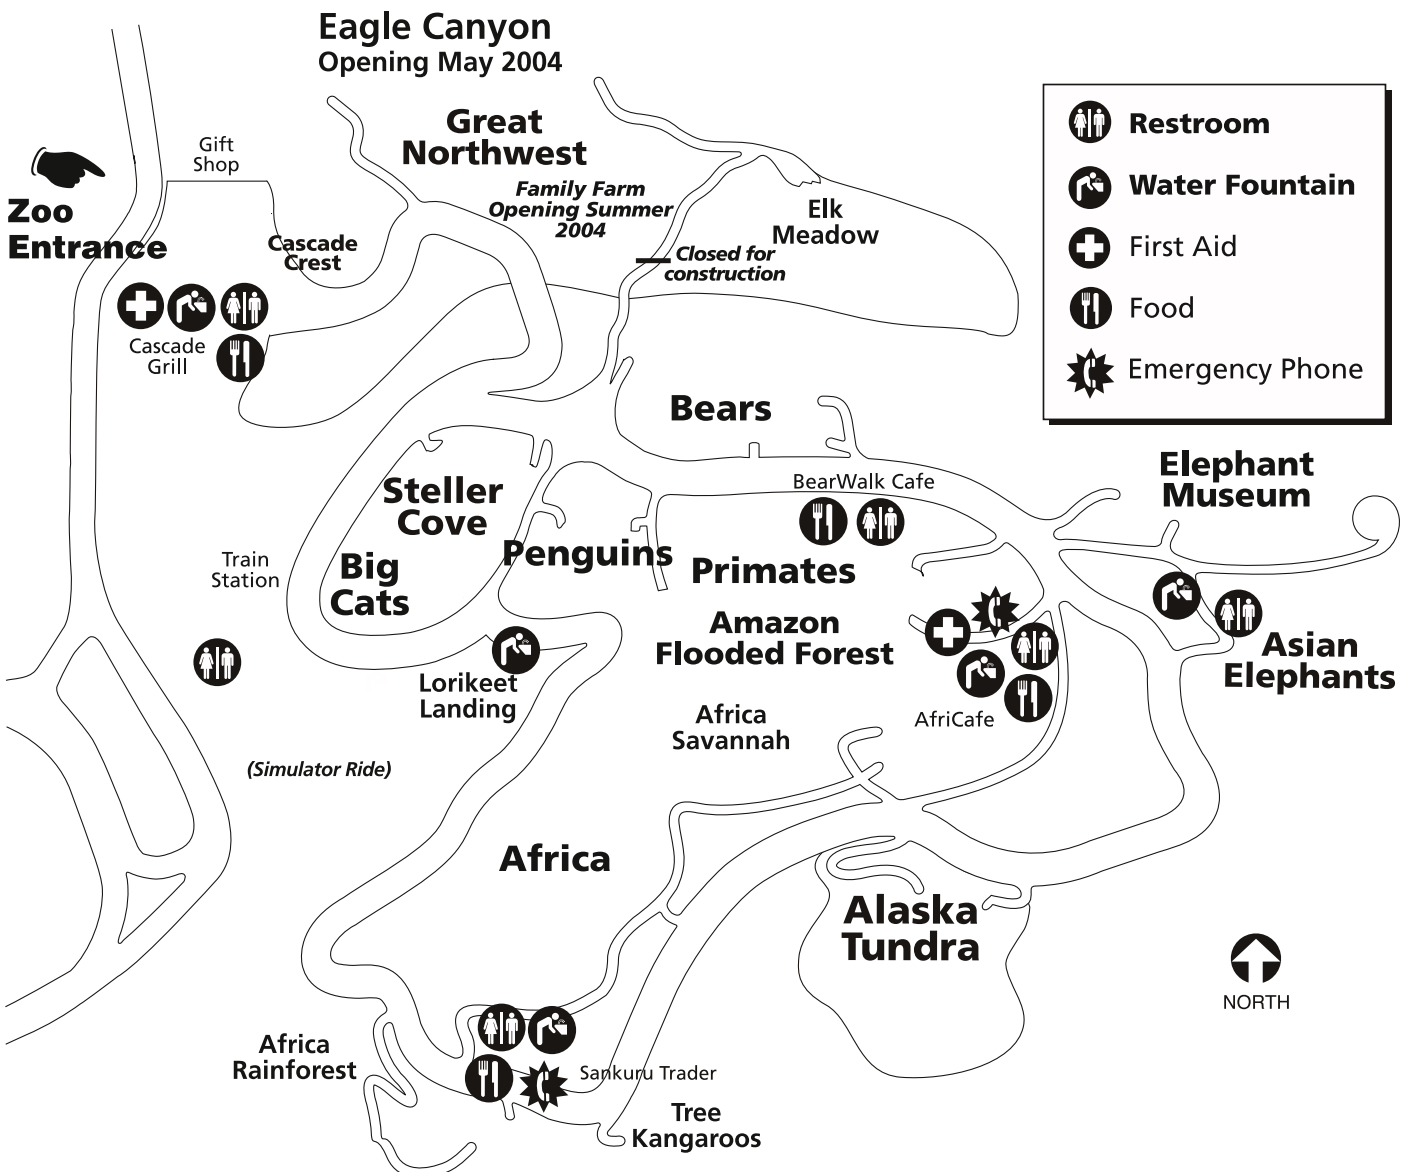 Eagle Canyon
Opening May 2004
Great
Northwest
Gift
Shop
Zoo
Entrance
Family Farm
Opening Summer
2004
Elk
Meadow
Cascade
Crest
Closed for
construction
Restroom
Water Fountain
First Aid
Food
Emergency Phone
Cascade
Grill
Bears
Elephant
Museum
BearWalk Cafe
Steller
Cove
Penguins
Train
Station
Big
Cats
Primates
Amazon
Flooded Forest
Asian
Elephants
Lorikeet
Landing
Africa
Savannah
AfriCafe
(Simulator Ride)
Africa
Alaska
Tundra
NORTH
Africa
Rainforest
Sankuru Trader
Tree
Kangaroos